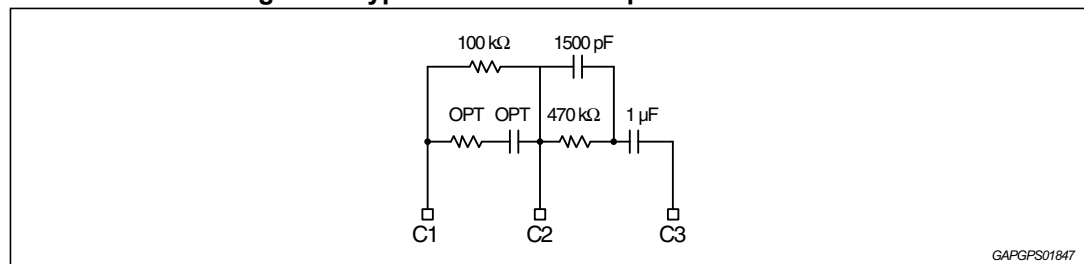 100 kΩ 1500 pF
OPT OPT 470 kΩ 1 µF
C1 C2 C3
GAPGPS01847